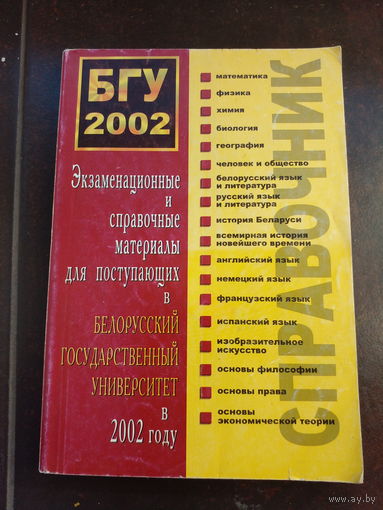 БГУ
2002
Экзаменационные
и
справочные
материалы
для поступающих
в
БЕЛОРУССКИЙ
ГОСУДАРСТВЕННЫЙ
УНИВЕРСИТЕТ
в
2002 году
математика
физика
химия
биология
география
человек и общество
белорусский язык
и литература
русский язык
и литература
история Беларуси
всемирная история
новейшего времени
английский язык
немецкий язык
французский язык
испанский язык
изобразительное
искусство
основы философии
основы права
основы
экономической теории
СПРАВОЧНИК
ay.by